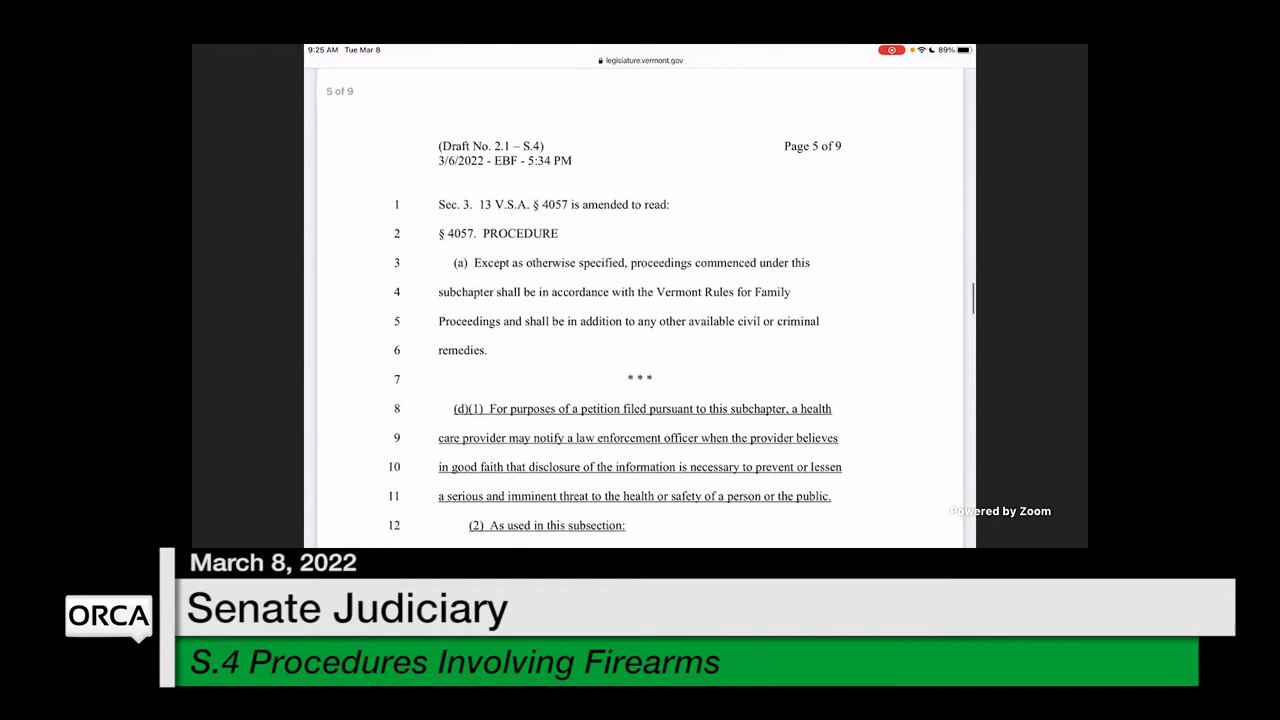 9:25 AM Tue Mar 8
89%
legislature.vermont.gov
5 of 9
(Draft No. 2.1 – S.4) Page 5 of 9
3/6/2022 - EBF - 5:34 PM
1 Sec. 3. 13 V.S.A. § 4057 is amended to read:
2 § 4057. PROCEDURE
3 (a) Except as otherwise specified, proceedings commenced under this
4 subchapter shall be in accordance with the Vermont Rules for Family
5 Proceedings and shall be in addition to any other available civil or criminal
6 remedies.
7 * * *
8 (d)(1) For purposes of a petition filed pursuant to this subchapter, a health
9 care provider may notify a law enforcement officer when the provider believes
10 in good faith that disclosure of the information is necessary to prevent or lessen
11 a serious and imminent threat to the health or safety of a person or the public.
Powered by Zoom
12 (2) As used in this subsection:
March 8, 2022
ORCA
Senate Judiciary
S.4 Procedures Involving Firearms